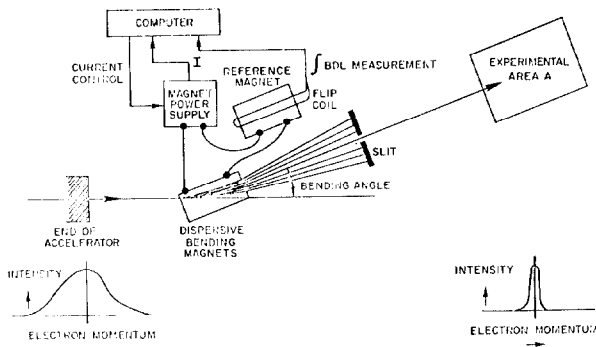 COMPUTER
CURRENT
CONTROL
I
∫ BDL MEASUREMENT
REFERENCE
MAGNET
MAGNET
POWER
SUPPLY
FLIP
COIL
EXPERIMENTAL
AREA A
SLIT
BENDING ANGLE
END OF
ACCELFRATOR
DISPERSIVE
BENDING
MAGNETS
INTENSITY
ELECTRON MOMENTUM
INTENSITY
ELECTRON MOMENTUM